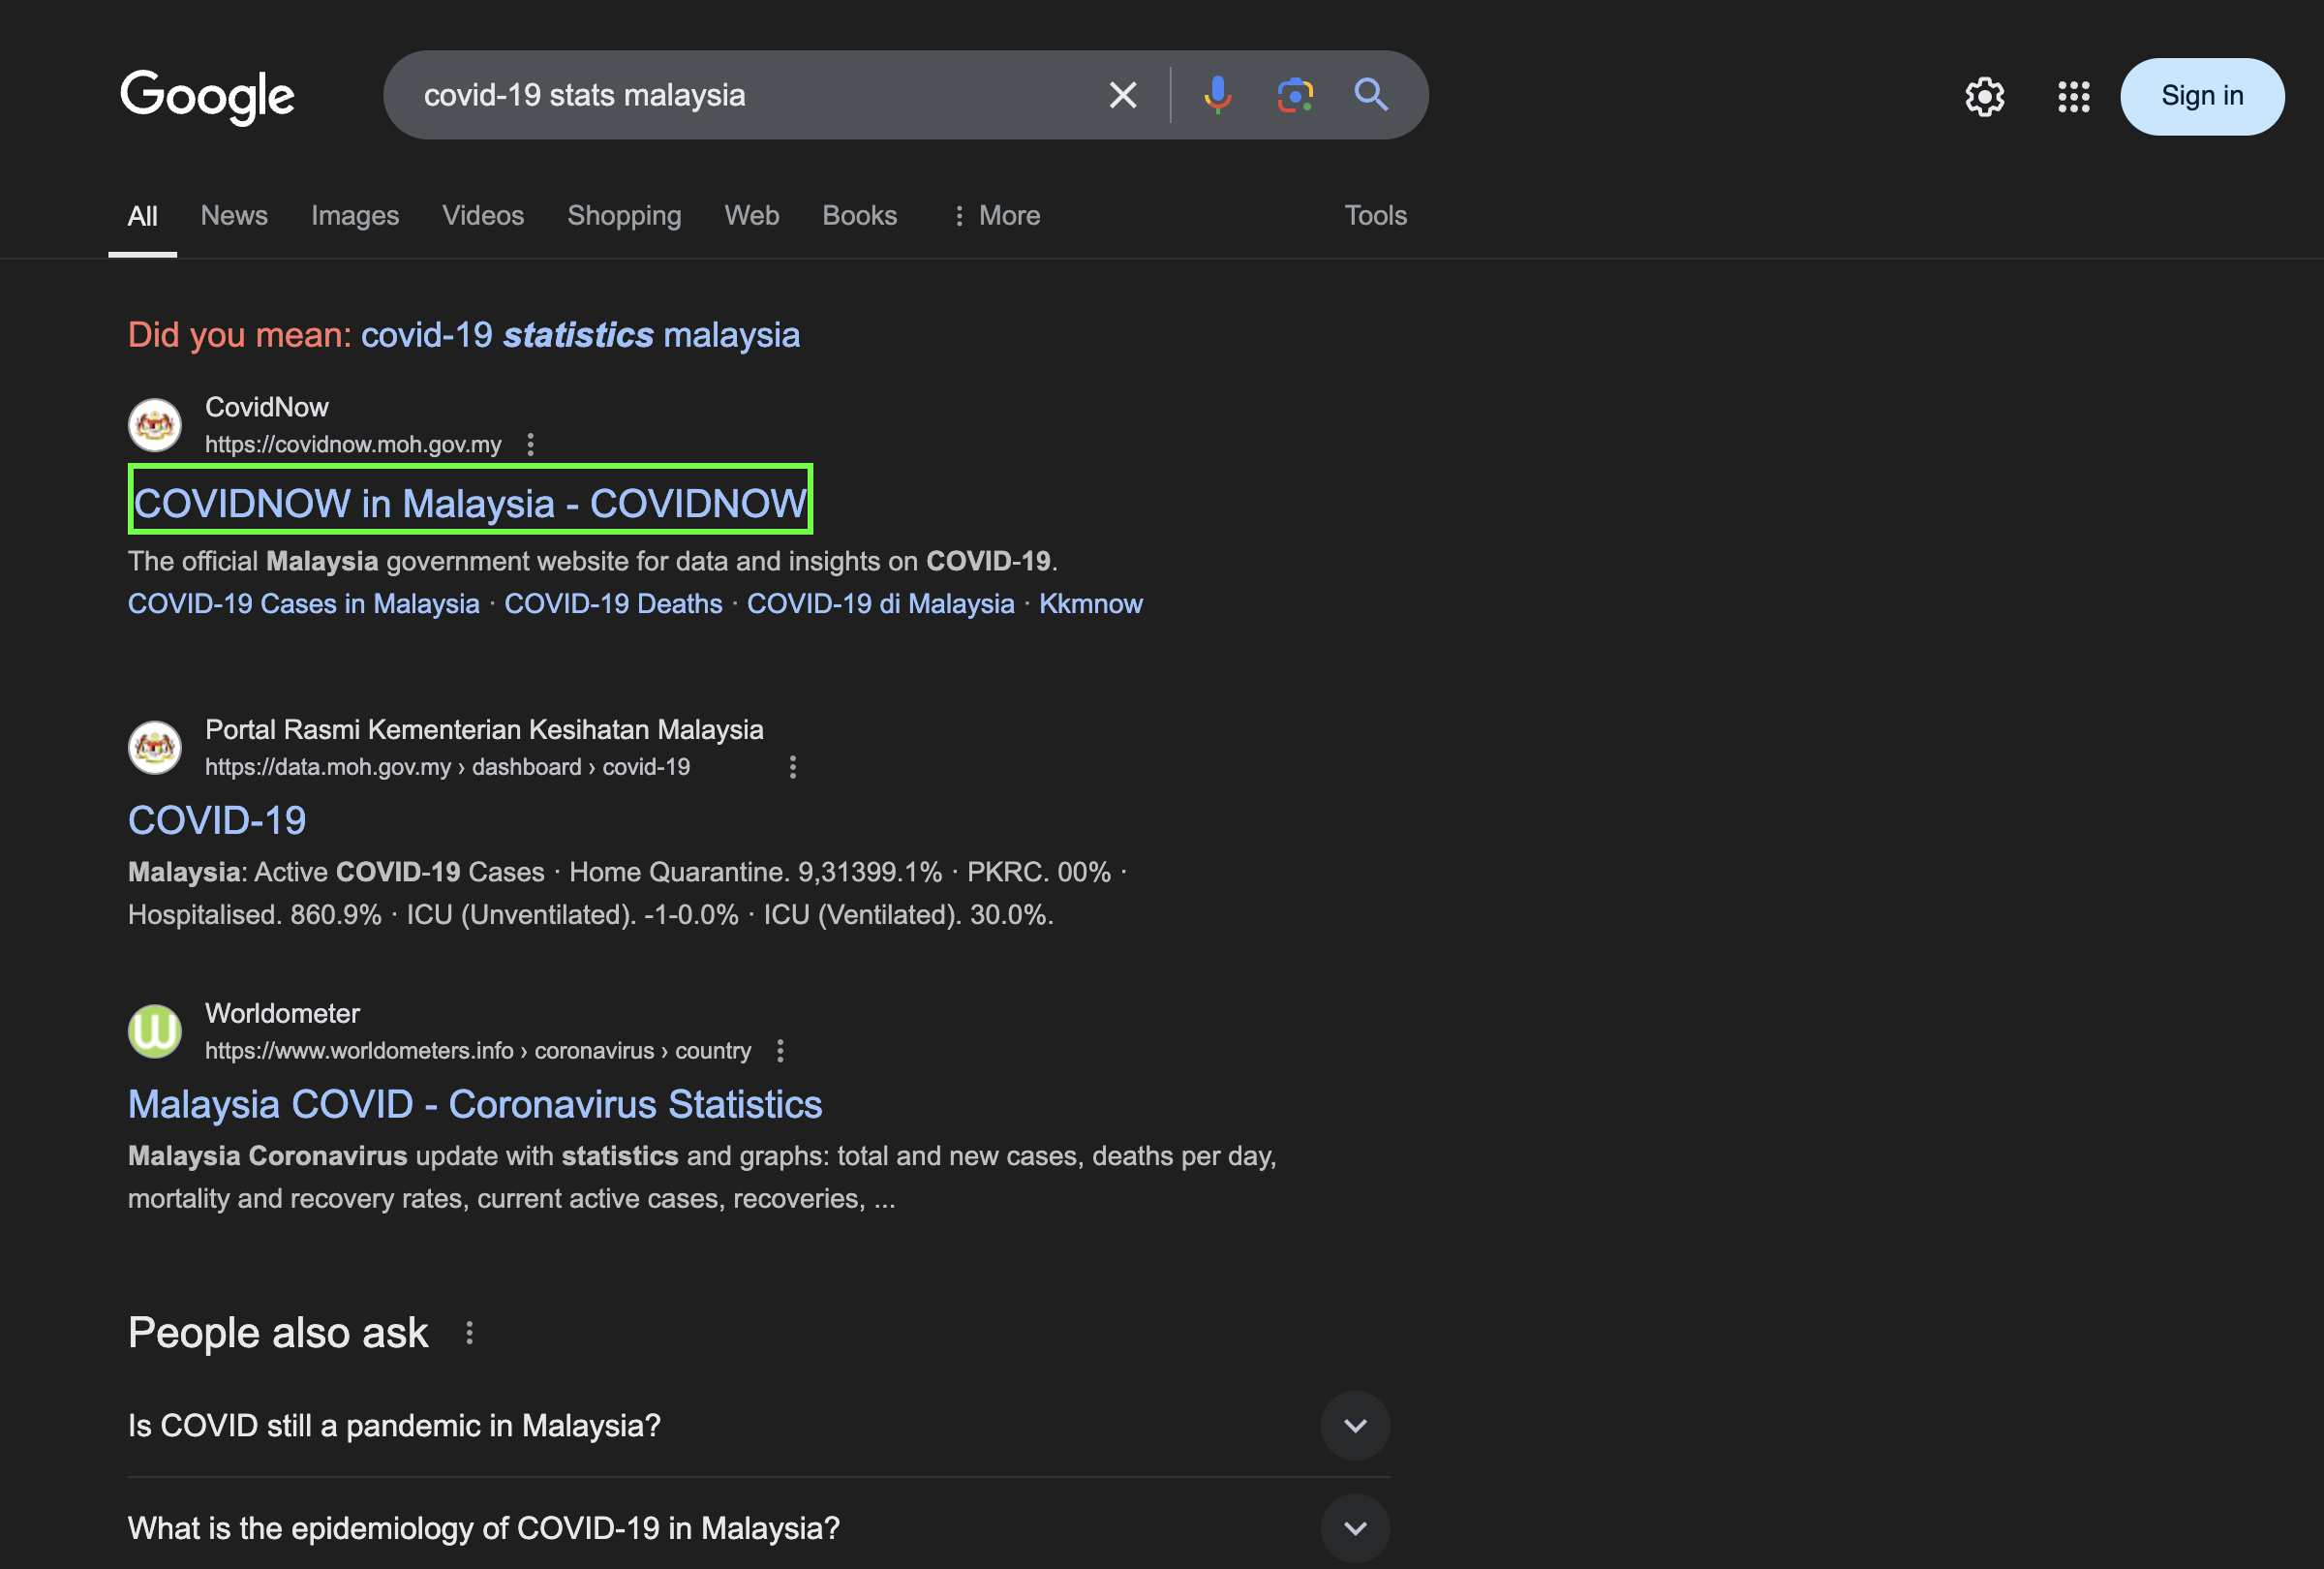 Google
covid-19 stats malaysia
Sign in
All News Images Videos Shopping Web Books More Tools
Did you mean: covid-19 statistics malaysia
CovidNow
https://covidnow.moh.gov.my
COVIDNOW in Malaysia - COVIDNOW
The official Malaysia government website for data and insights on COVID-19.
COVID-19 Cases in Malaysia · COVID-19 Deaths · COVID-19 di Malaysia · Kkmnow
Portal Rasmi Kementerian Kesihatan Malaysia
https://data.moh.gov.my › dashboard › covid-19
COVID-19
Malaysia: Active COVID-19 Cases · Home Quarantine. 9,31399.1% · PKRC. 00% ·
Hospitalised. 860.9% · ICU (Unventilated). -1-0.0% · ICU (Ventilated). 30.0%.
W
Worldometer
https://www.worldometers.info › coronavirus › country
Malaysia COVID - Coronavirus Statistics
Malaysia Coronavirus update with statistics and graphs: total and new cases, deaths per day,
mortality and recovery rates, current active cases, recoveries, ...
People also ask
Is COVID still a pandemic in Malaysia?
What is the epidemiology of COVID-19 in Malaysia?